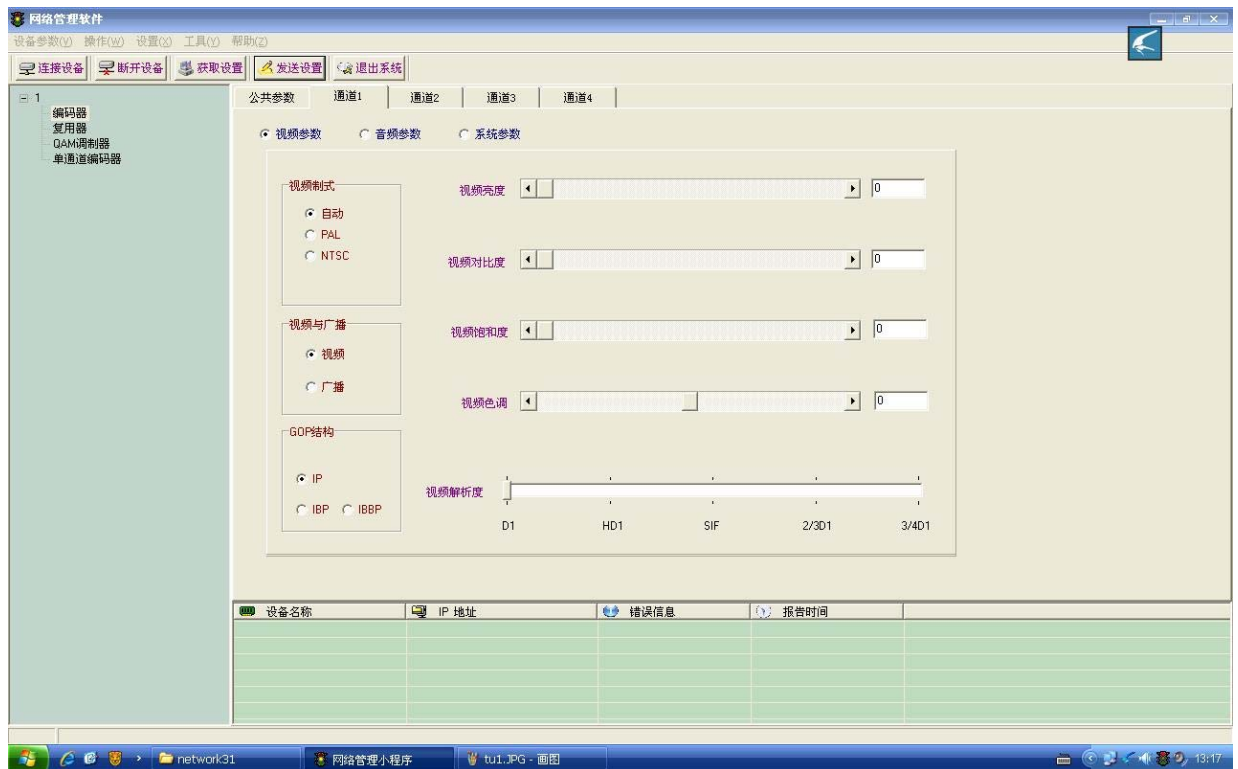 网络管理软件
设备参数(V) 操作(W) 设置(X) 工具(Y) 帮助(Z)
连接设备 断开设备 获取设置 发送设置 退出系统
1
编码器
复用器
QAM调制器
单通道编码器
公共参数 通道1 通道2 通道3 通道4
视频参数 音频参数 系统参数
视频制式
自动
PAL
NTSC
视频亮度 0
视频对比度 0
视频与广播
视频
广播
视频饱和度 0
视频色调 0
GOP结构
IP
IBP IBBP
视频解析度
D1 HD1 SIF 2/3D1 3/4D1
设备名称 IP 地址 错误信息 报告时间
network31 网络管理小程序 tu1.JPG - 画图 13:17